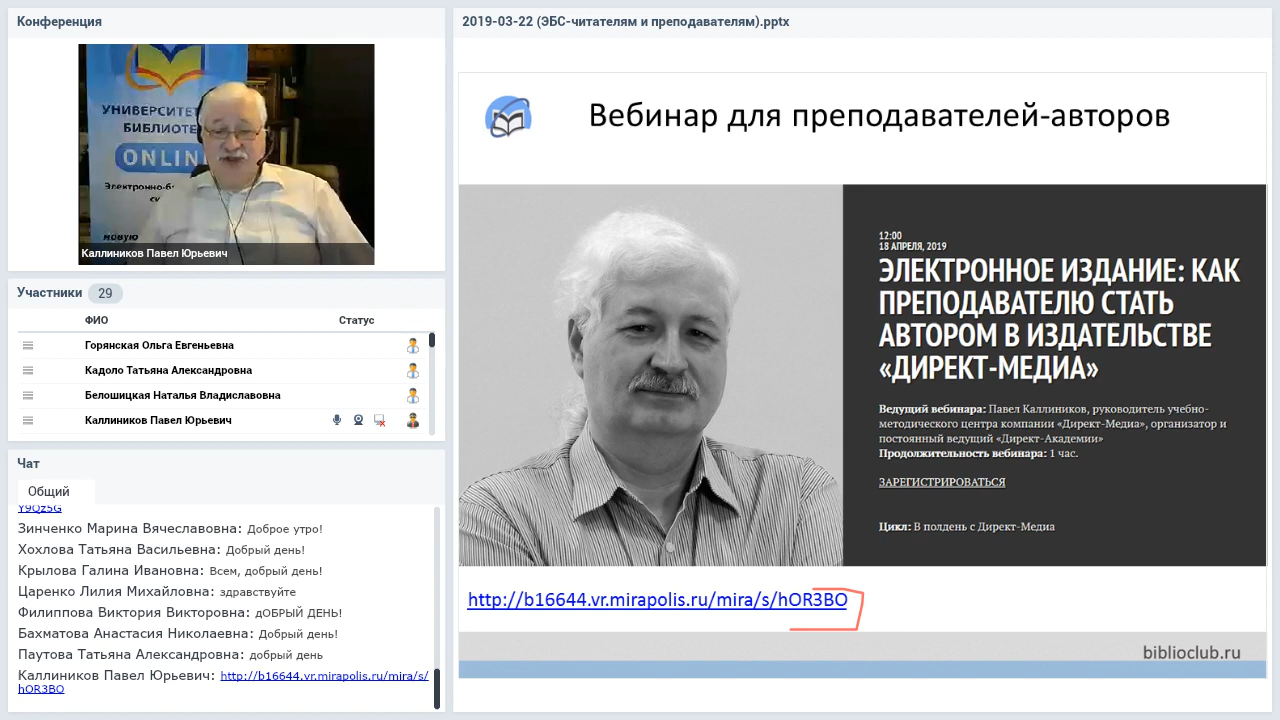 Конференция
УНИВЕРСИТЕТ
БИБЛИОТЕ
ONLIN
новую
Каллиников Павел Юрьевич
Участники 29
ФИО Статус
Горянская Ольга Евгеньевна
Кадоло Татьяна Александровна
Белошицкая Наталья Владиславовна
Каллиников Павел Юрьевич
Чат
Общий
Y9Qz5G
Зинченко Марина Вячеславовна: Доброе утро!
Хохлова Татьяна Васильевна: Добрый день!
Крылова Галина Ивановна: Всем, добрый день!
Царенко Лилия Михайловна: здравствуйте
Филиппова Виктория Викторовна: дОБРЫЙ ДЕНЬ!
Бахматова Анастасия Николаевна: Добрый день!
Паутова Татьяна Александровна: добрый день
Каллиников Павел Юрьевич: http://b16644.vr.mirapolis.ru/mira/s/
hOR3BO
2019-03-22 (ЭБС-читателям и преподавателям).pptx
Вебинар для преподавателей-авторов
12:00
18 АПРЕЛЯ, 2019
ЭЛЕКТРОННОЕ ИЗДАНИЕ: КАК
ПРЕПОДАВАТЕЛЮ СТАТЬ
АВТОРОМ В ИЗДАТЕЛЬСТВЕ
«ДИРЕКТ-МЕДИА»
Ведущий вебинара: Павел Каллиников, руководитель учебно-
методического центра компании «Директ-Медиа», организатор и
постоянный ведущий «Директ-Академии»
Продолжительность вебинара: 1 час.
ЗАРЕГИСТРИРОВАТЬСЯ
Цикл: В полдень с Директ-Медиа
http://b16644.vr.mirapolis.ru/mira/s/hOR3BO
biblioclub.ru